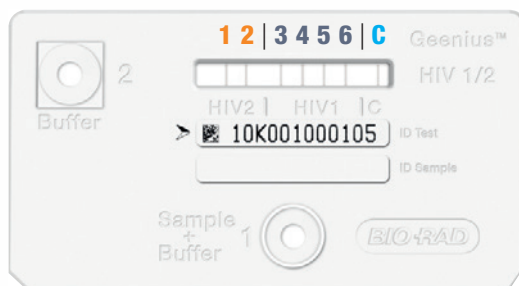 1 2 | 3 4 5 6 | C
Geenius™
2
HIV 1/2
HIV2 | HIV1 | C
Buffer
10K001000105
ID Test
ID Sample
Sample + Buffer
1
BIO-RAD